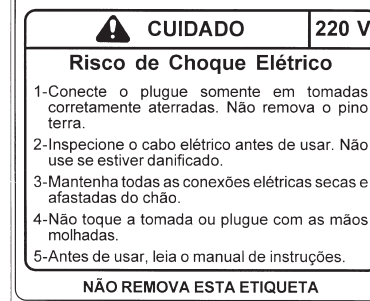 CUIDADO 220 V
Risco de Choque Elétrico
1-Conecte o plugue somente em tomadas
corretamente aterradas. Não remova o pino
terra.
2-Inspecione o cabo elétrico antes de usar. Não
use se estiver danificado.
3-Mantenha todas as conexões elétricas secas e
afastadas do chão.
4-Não toque a tomada ou plugue com as mãos
molhadas.
5-Antes de usar, leia o manual de instruções.
NÃO REMOVA ESTA ETIQUETA